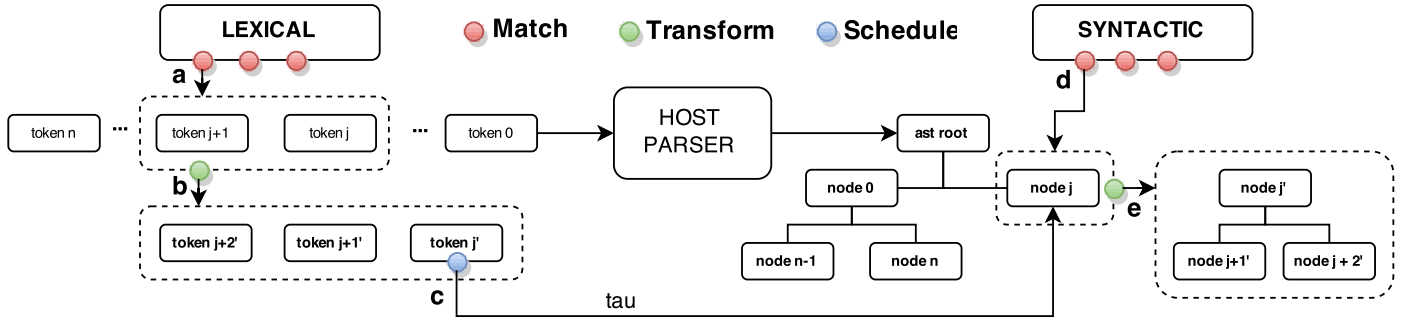 LEXICAL
Match
Transform
Schedule
SYNTACTIC
a
d
token n
...
token j+1
token j
...
token 0
HOST
PARSER
ast root
b
node 0
node j
e
node j'
token j+2'
token j+1'
token j'
node n-1
node n
node j+1'
node j + 2'
c
tau